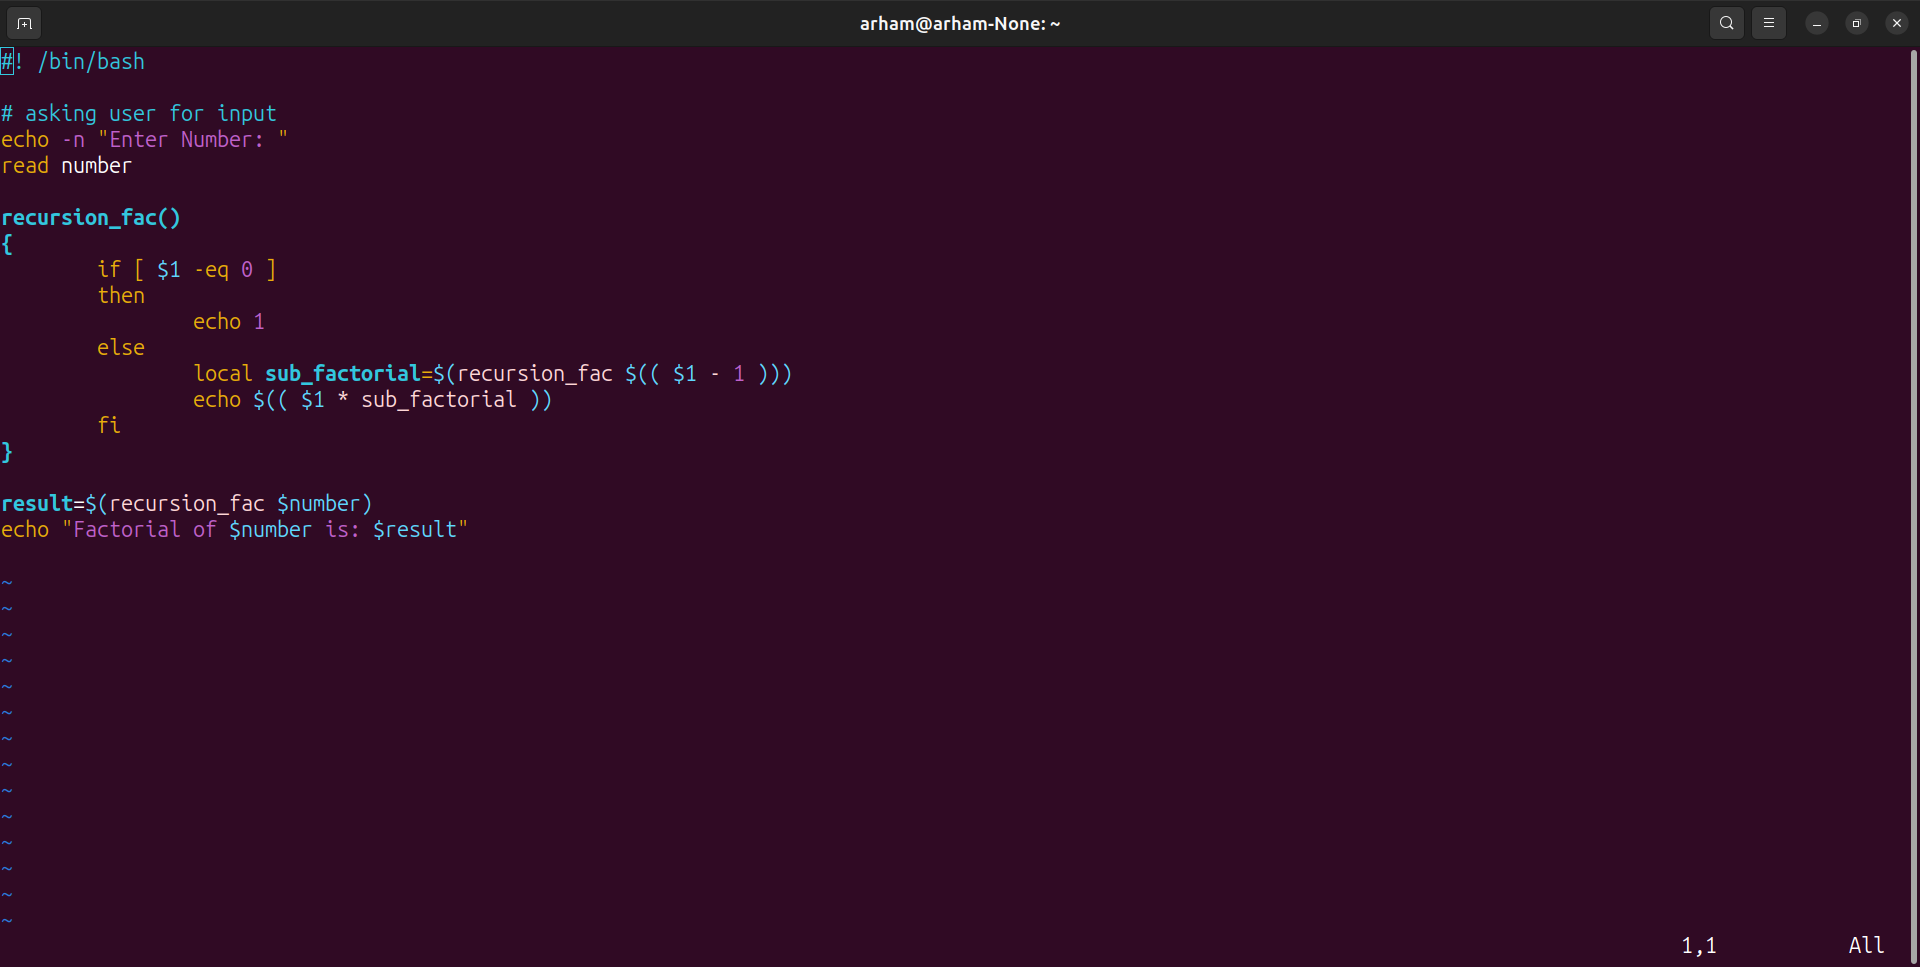 arham@arham-None: ~
#! /bin/bash

# asking user for input
echo -n "Enter Number: "
read number

recursion_fac()
{
        if [ $1 -eq 0 ]
        then
                echo 1
        else
                local sub_factorial=$(recursion_fac $(( $1 - 1 )))
                echo $(( $1 * sub_factorial ))
        fi
}

result=$(recursion_fac $number)
echo "Factorial of $number is: $result"

~
~
~
~
~
~
~
~
~
~
~
~
~
~
1,1 All